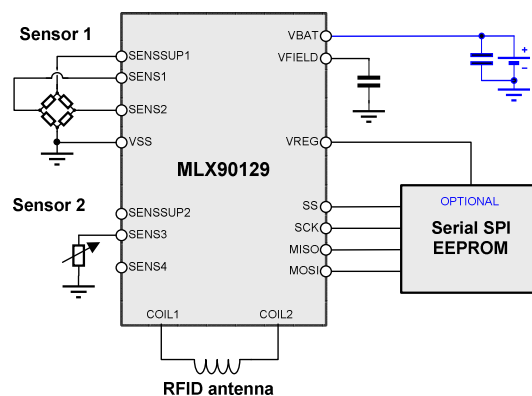 Sensor 1
SENSSUP1
SENS1
SENS2
VSS
Sensor 2
SENSSUP2
SENS3
SENS4
MLX90129
VBAT
VFIELD
VREG
SS
SCK
MISO
MOSI
+
−
OPTIONAL
Serial SPI
EEPROM
COIL1
COIL2
RFID antenna